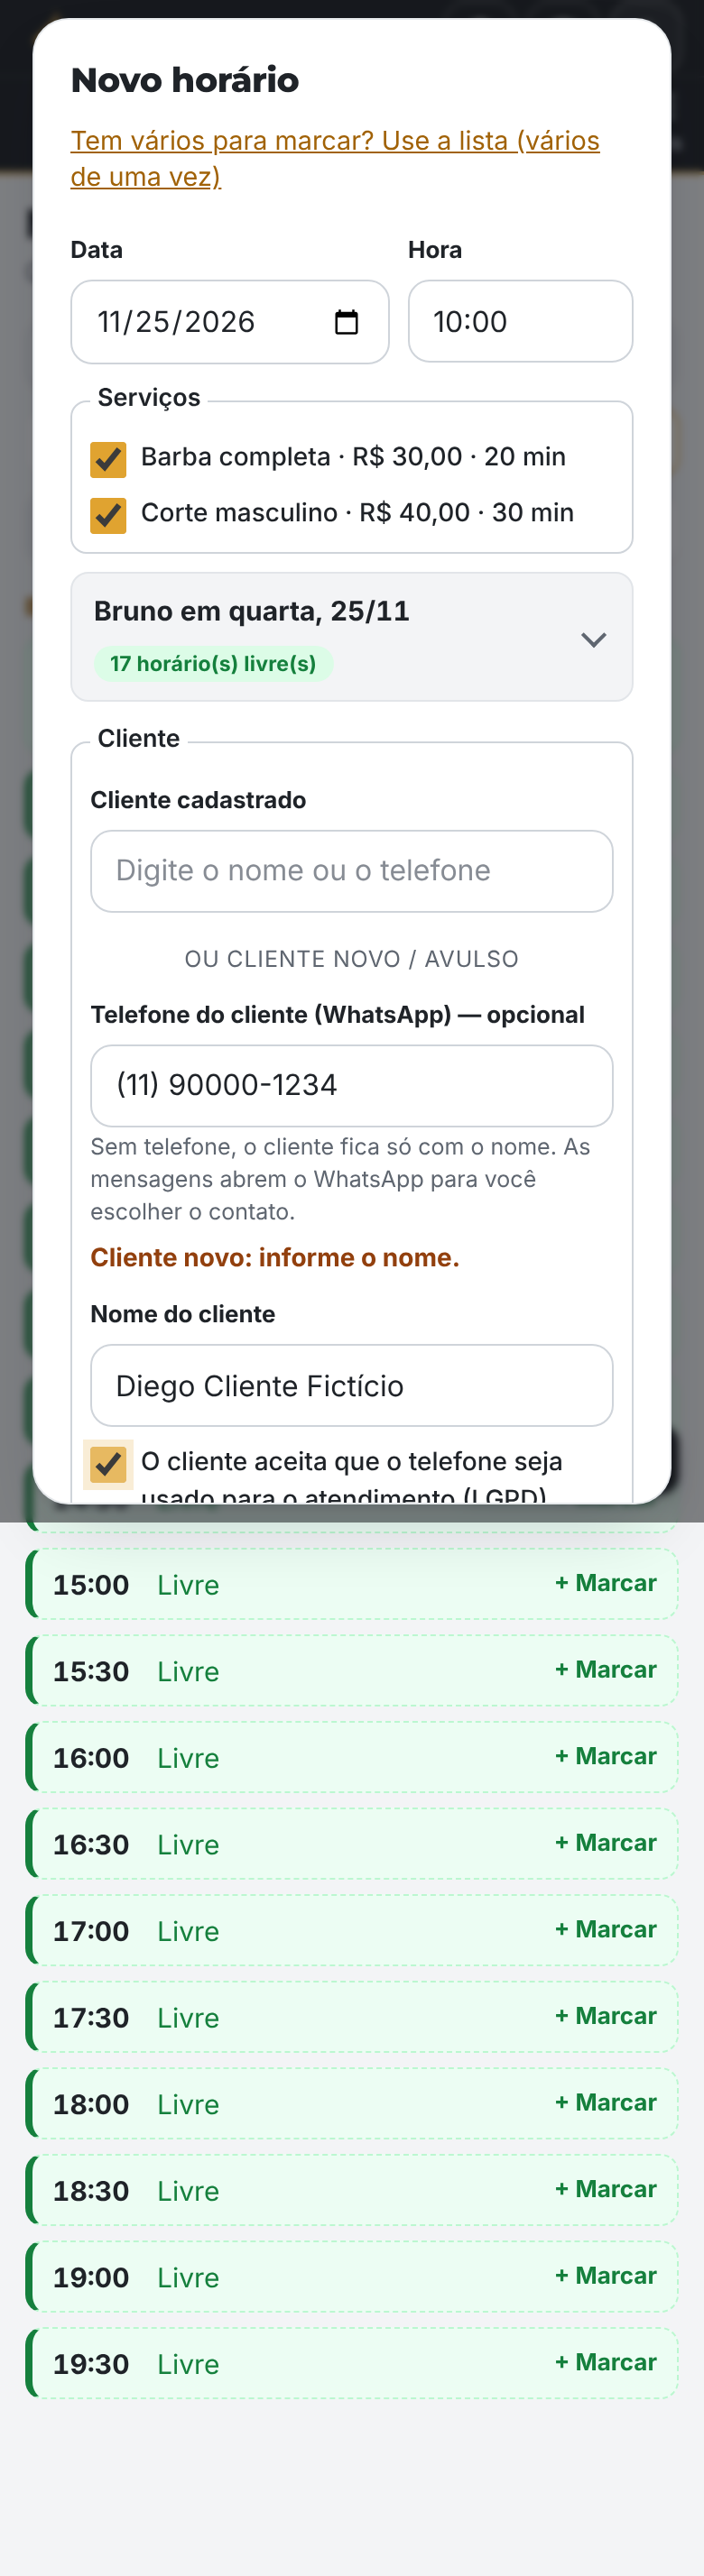 Novo horário
Tem vários para marcar? Use a lista (vários
de uma vez)
Data
Hora
11/25/2026
10:00
Serviços
Barba completa · R$ 30,00 · 20 min
Corte masculino · R$ 40,00 · 30 min
Bruno em quarta, 25/11
17 horário(s) livre(s)
Cliente
Cliente cadastrado
Digite o nome ou o telefone
OU CLIENTE NOVO / AVULSO
Telefone do cliente (WhatsApp) — opcional
(11) 90000-1234
Sem telefone, o cliente fica só com o nome. As
mensagens abrem o WhatsApp para você
escolher o contato.
Cliente novo: informe o nome.
Nome do cliente
Diego Cliente Fictício
O cliente aceita que o telefone seja
usado para o atendimento (LGPD)
15:00 Livre + Marcar
15:30 Livre + Marcar
16:00 Livre + Marcar
16:30 Livre + Marcar
17:00 Livre + Marcar
17:30 Livre + Marcar
18:00 Livre + Marcar
18:30 Livre + Marcar
19:00 Livre + Marcar
19:30 Livre + Marcar